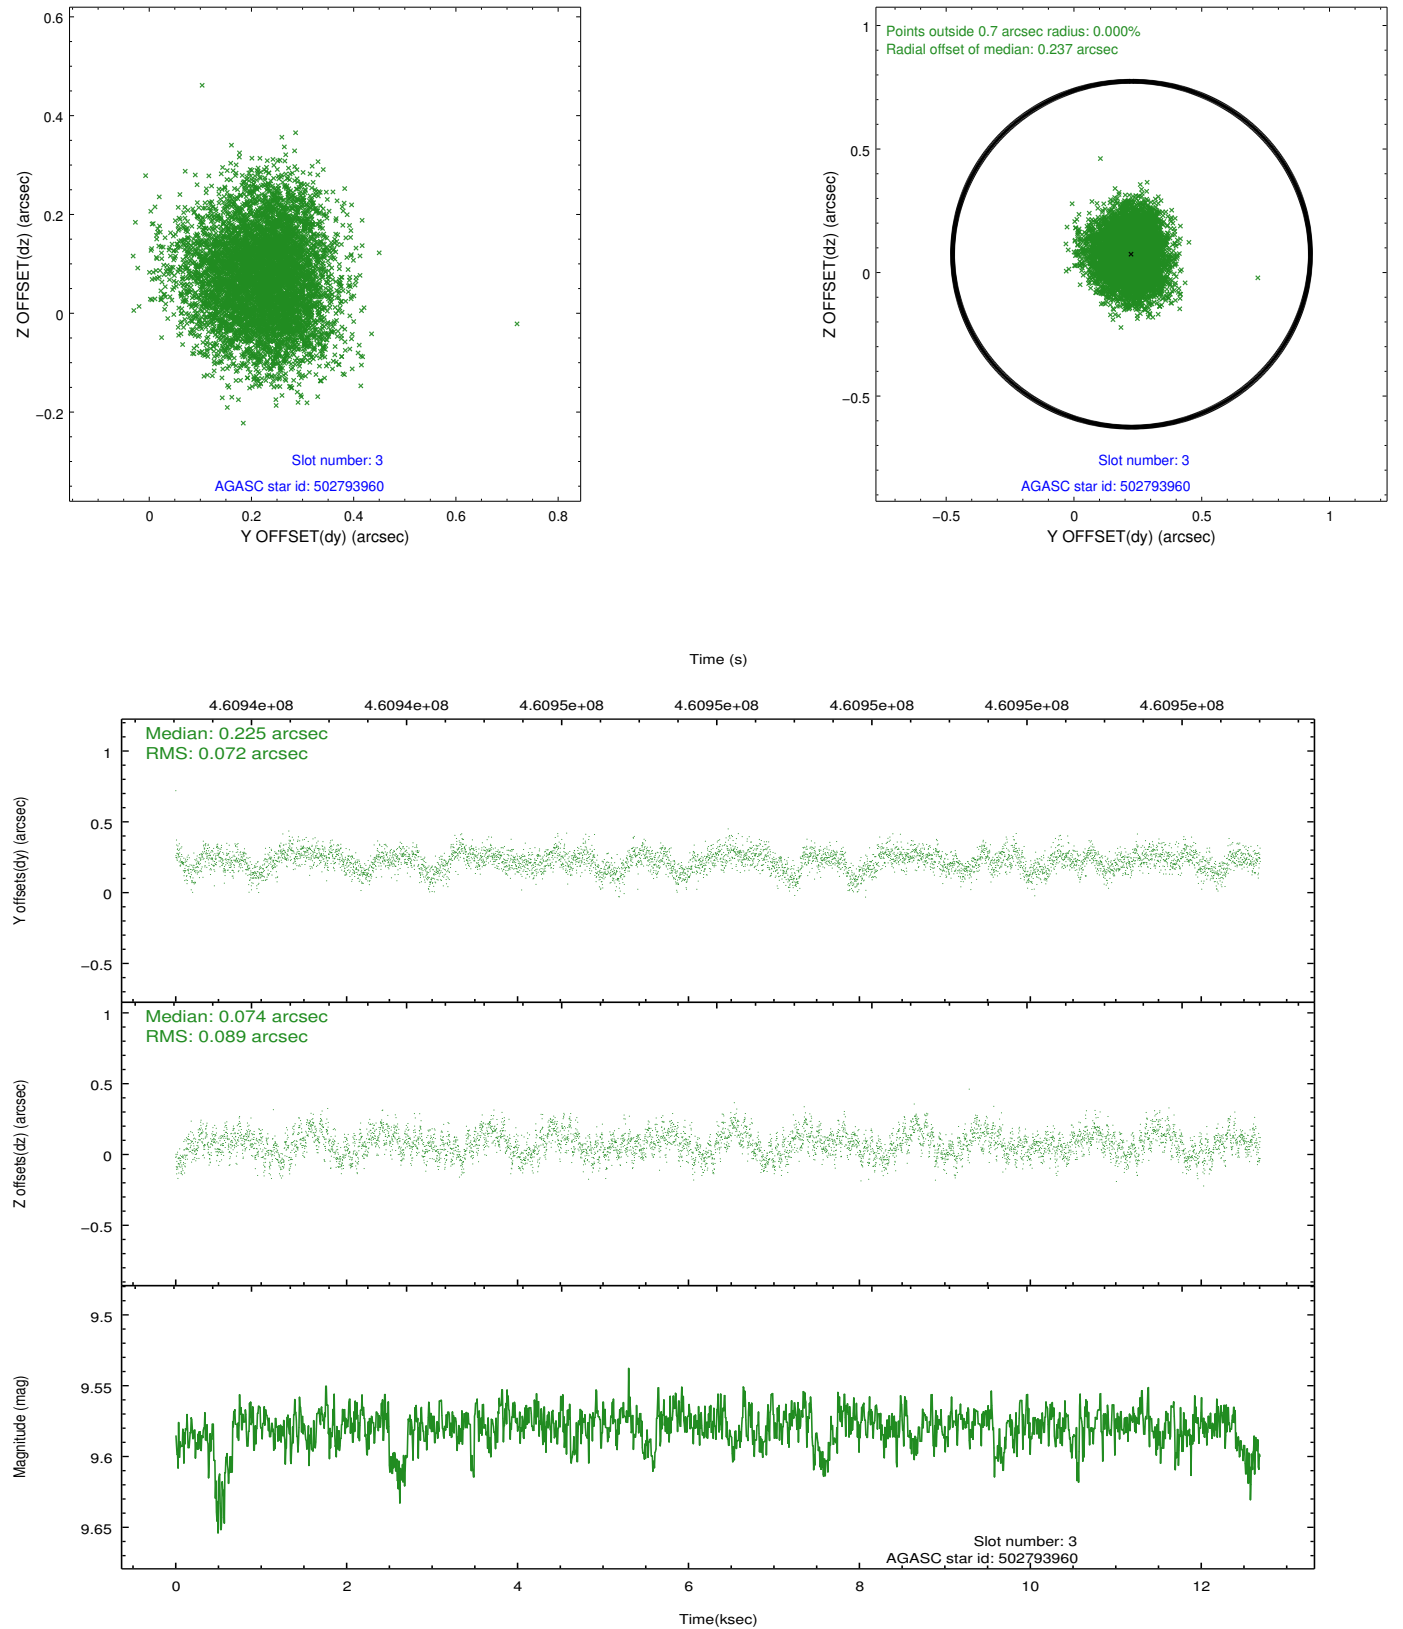 0.6
0.4
0.2
0
−0.2
Z OFFSET(dz) (arcsec)
Slot number: 3
AGASC star id: 502793960
0 0.2 0.4 0.6 0.8
Y OFFSET(dy) (arcsec)
Points outside 0.7 arcsec radius: 0.000%
Radial offset of median: 0.237 arcsec
1
0.5
0
−0.5
Z OFFSET(dz) (arcsec)
Slot number: 3
AGASC star id: 502793960
−0.5 0 0.5 1
Y OFFSET(dy) (arcsec)
Time (s)
4.6094e+08 4.6094e+08 4.6095e+08 4.6095e+08 4.6095e+08 4.6095e+08 4.6095e+08
Median: 0.225 arcsec
RMS: 0.072 arcsec
1
0.5
0
−0.5
Y offsets(dy) (arcsec)
Median: 0.074 arcsec
RMS: 0.089 arcsec
1
0.5
0
−0.5
Z offsets(dz) (arcsec)
9.5
9.55
9.6
9.65
Magnitude (mag)
Slot number: 3
AGASC star id: 502793960
0 2 4 6 8 10 12
Time(ksec)